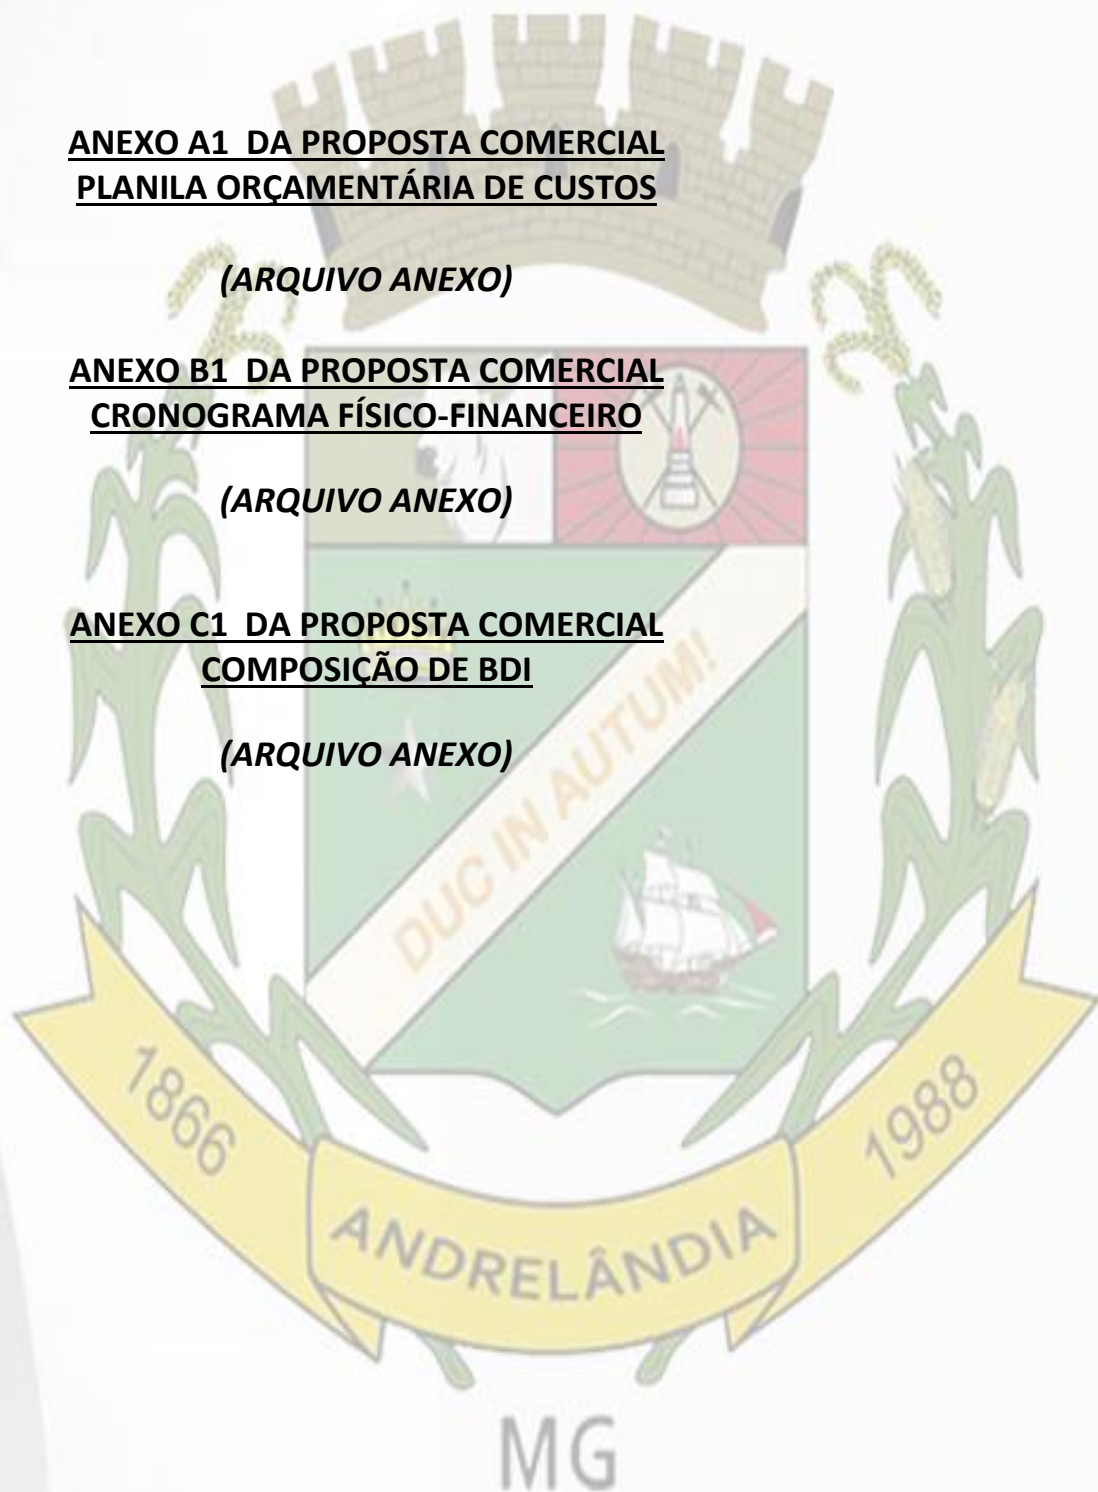 ANEXO A1 DA PROPOSTA COMERCIAL
PLANILA ORÇAMENTÁRIA DE CUSTOS
(ARQUIVO ANEXO)
ANEXO B1 DA PROPOSTA COMERCIAL
CRONOGRAMA FÍSICO-FINANCEIRO
(ARQUIVO ANEXO)
ANEXO C1 DA PROPOSTA COMERCIAL
COMPOSIÇÃO DE BDI
(ARQUIVO ANEXO)
DUC IN AUTUM!
1866
ANDRELÂNDIA
1988
MG